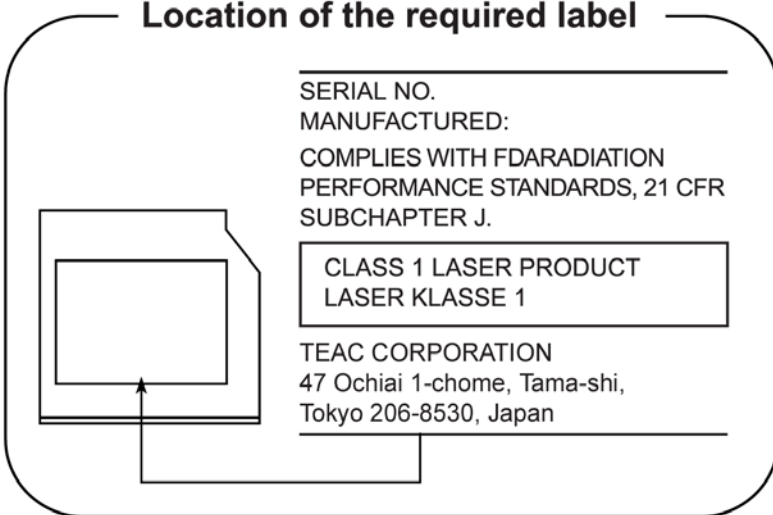 Location of the required label
SERIAL NO.
MANUFACTURED:
COMPLIES WITH FDARADIATION
PERFORMANCE STANDARDS, 21 CFR
SUBCHAPTER J.
CLASS 1 LASER PRODUCT
LASER KLASSE 1
TEAC CORPORATION
47 Ochiai 1-chome, Tama-shi,
Tokyo 206-8530, Japan